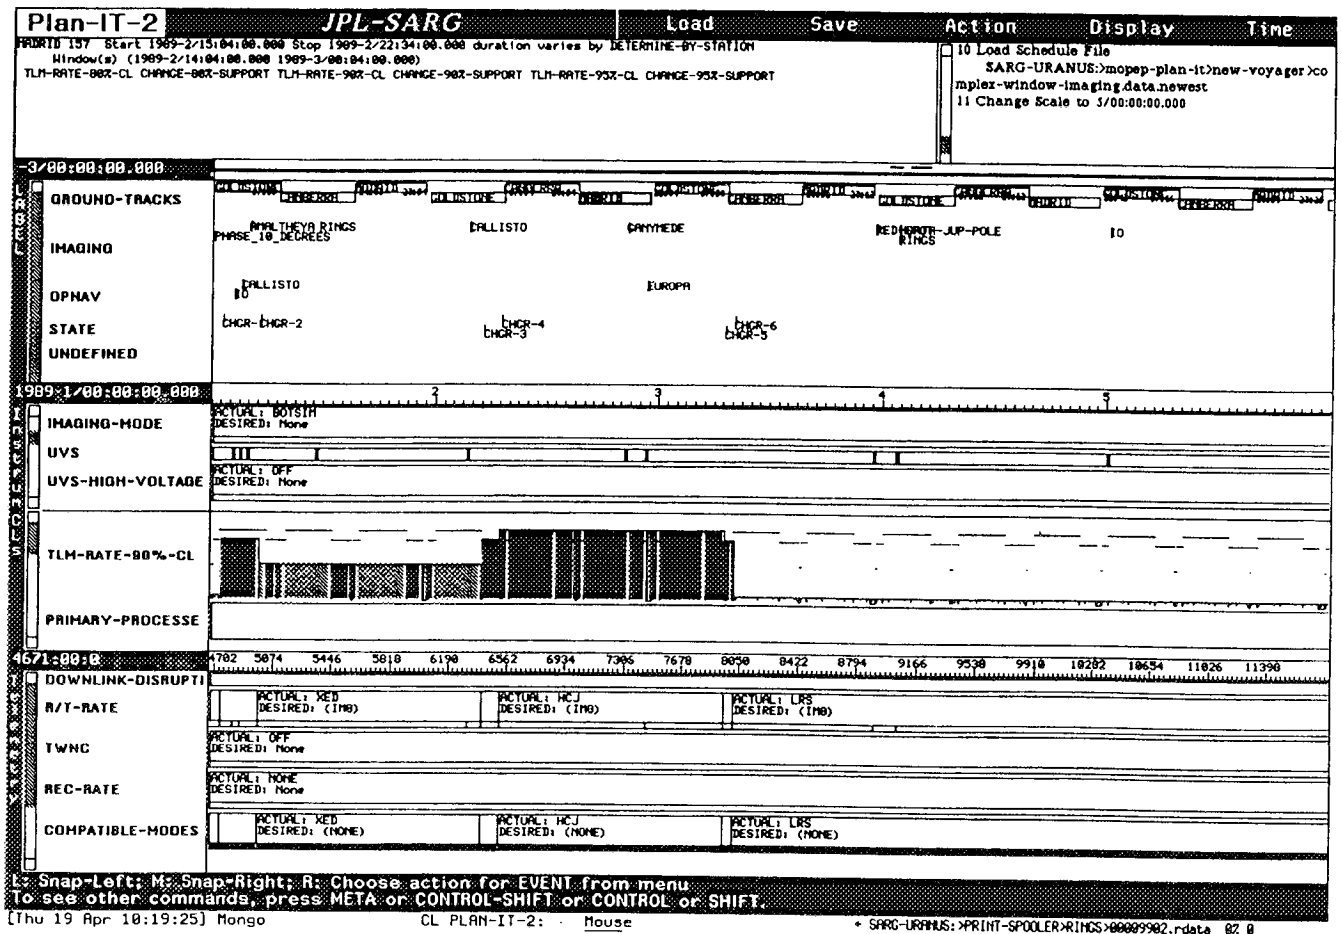 Plan-IT-2 JPL-SARG Load Save Action Display Time
MADRID 157 Start 1989-2/15:04:00.000 Stop 1989-2/22:34:00.000 duration varies by DETERMINE-BY-STATION
Window(s) (1989-2/14:04:00.000 1989-3/00:04:00.000)
TLM-RATE-80%-CL CHANGE-80%-SUPPORT TLM-RATE-90%-CL CHANGE-90%-SUPPORT TLM-RATE-95%-CL CHANGE-95%-SUPPORT
10 Load Schedule File
SARG-URANUS:>mopep-plan-it>new-voyager>co
mplex-window-imaging.data.newest
11 Change Scale to 5/00:00:00.000
-3/00:00:00.000
GROUND-TRACKS
GOLDSTONE CANBERRA MADRID GOLDSTONE CANBERRA MADRID GOLDSTONE CANBERRA MADRID GOLDSTONE CANBERRA MADRID GOLDSTONE CANBERRA MADRID
IMAGING
AMALTHEYA RINGS CALLISTO GANYMEDE JUP-POLE IO
PHASE_10_DEGREES RINGS
OPNAV
CALLISTO EUROPA
IO
STATE
CHGR- CHGR-2 CHGR-4 CHGR-6
CHGR-3 CHGR-5
UNDEFINED
1989-1/00:00:00.000 2 3 4 5
IMAGING-MODE
ACTUAL: BOTSIM
DESIRED: None
UVS
UVS-HIGH-VOLTAGE
ACTUAL: OFF
DESIRED: None
TLM-RATE-90%-CL
PRIMARY-PROCESSE
4671:00:0 4702 5074 5446 5818 6190 6562 6934 7306 7678 8050 8422 8794 9166 9538 9910 10282 10654 11026 11398
DOWNLINK-DISRUPTI
R/T-RATE
ACTUAL: XED ACTUAL: HCJ ACTUAL: LRS
DESIRED: (IM8) DESIRED: (IM8) DESIRED: (IM8)
TWNC
ACTUAL: OFF
DESIRED: None
REC-RATE
ACTUAL: NONE
DESIRED: None
COMPATIBLE-MODES
ACTUAL: XED ACTUAL: HCJ ACTUAL: LRS
DESIRED: (NONE) DESIRED: (NONE) DESIRED: (NONE)
L: Snap-Left; M: Snap-Right; R: Choose action for EVENT from menu
To see other commands, press META or CONTROL-SHIFT or CONTROL or SHIFT.
[Thu 19 Apr 10:19:25] Mongo CL PLAN-IT-2: Mouse + SARG-URANUS:>PRINT-SPOOLER>RINGS>00009902.rdata 0% 0